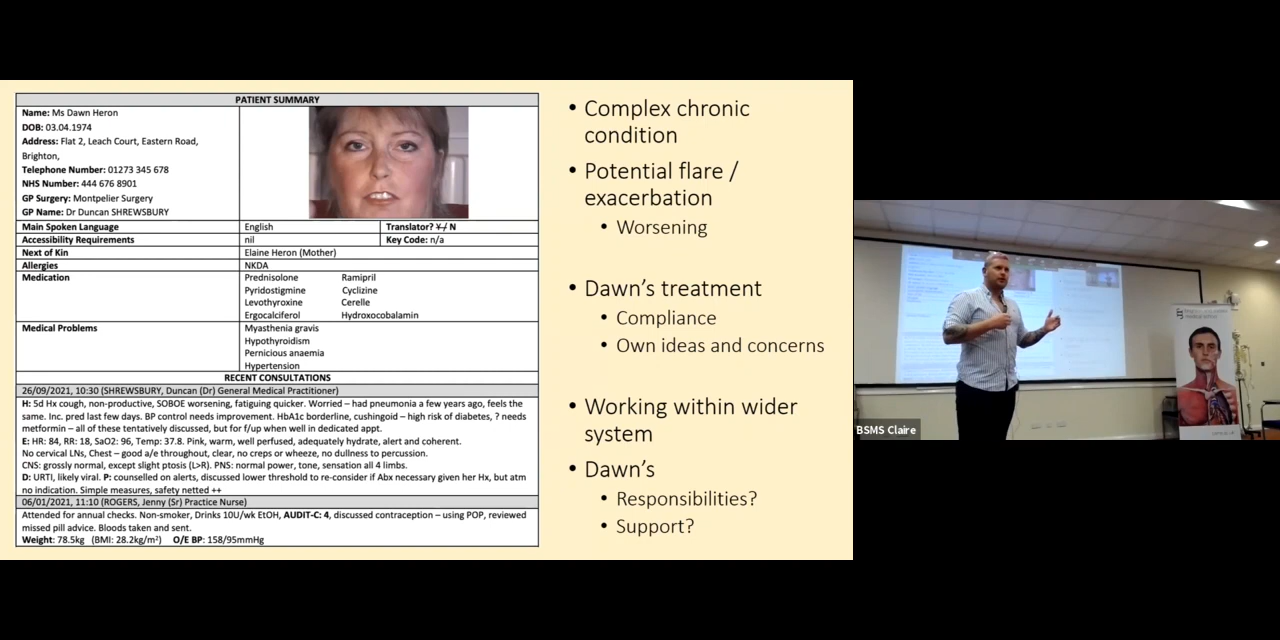 PATIENT SUMMARY
Name: Ms Dawn Heron
DOB: 03.04.1974
Address: Flat 2, Leach Court, Eastern Road,
Brighton,
Telephone Number: 01273 345 678
NHS Number: 444 676 8901
GP Surgery: Montpelier Surgery
GP Name: Dr Duncan SHREWSBURY
Main Spoken Language English Translator? Y / N
Accessibility Requirements nil Key Code: n/a
Next of Kin Elaine Heron (Mother)
Allergies NKDA
Medication Prednisolone Ramipril
Pyridostigmine Cyclizine
Levothyroxine Cerelle
Ergocalciferol Hydroxocobalamin
Medical Problems Myasthenia gravis
Hypothyroidism
Pernicious anaemia
Hypertension
RECENT CONSULTATIONS
26/09/2021, 10:30 (SHREWSBURY, Duncan (Dr) General Medical Practitioner)
H: 5d Hx cough, non-productive, SOBOE worsening, fatiguing quicker. Worried – had pneumonia a few years ago, feels the
same. Inc. pred last few days. BP control needs improvement. HbA1c borderline, cushingoid – high risk of diabetes, ? needs
metformin – all of these tentatively discussed, but for f/up when well in dedicated appt.
E: HR: 84, RR: 18, SaO2: 96, Temp: 37.8. Pink, warm, well perfused, adequately hydrate, alert and coherent.
No cervical LNs, Chest – good a/e throughout, clear, no creps or wheeze, no dullness to percussion.
CNS: grossly normal, except slight ptosis (L>R). PNS: normal power, tone, sensation all 4 limbs.
D: URTI, likely viral. P: counselled on alerts, discussed lower threshold to re-consider if Abx necessary given her Hx, but atm
no indication. Simple measures, safety netted ++
06/01/2021, 11:10 (ROGERS, Jenny (Sr) Practice Nurse)
Attended for annual checks. Non-smoker, Drinks 10U/wk EtOH, AUDIT-C: 4, discussed contraception – using POP, reviewed
missed pill advice. Bloods taken and sent.
Weight: 78.5kg (BMI: 28.2kg/m²) O/E BP: 158/95mmHg
• Complex chronic
condition
• Potential flare /
exacerbation
• Worsening
• Dawn's treatment
• Compliance
• Own ideas and concerns
• Working within wider
system
• Dawn's
• Responsibilities?
• Support?
BSMS Claire